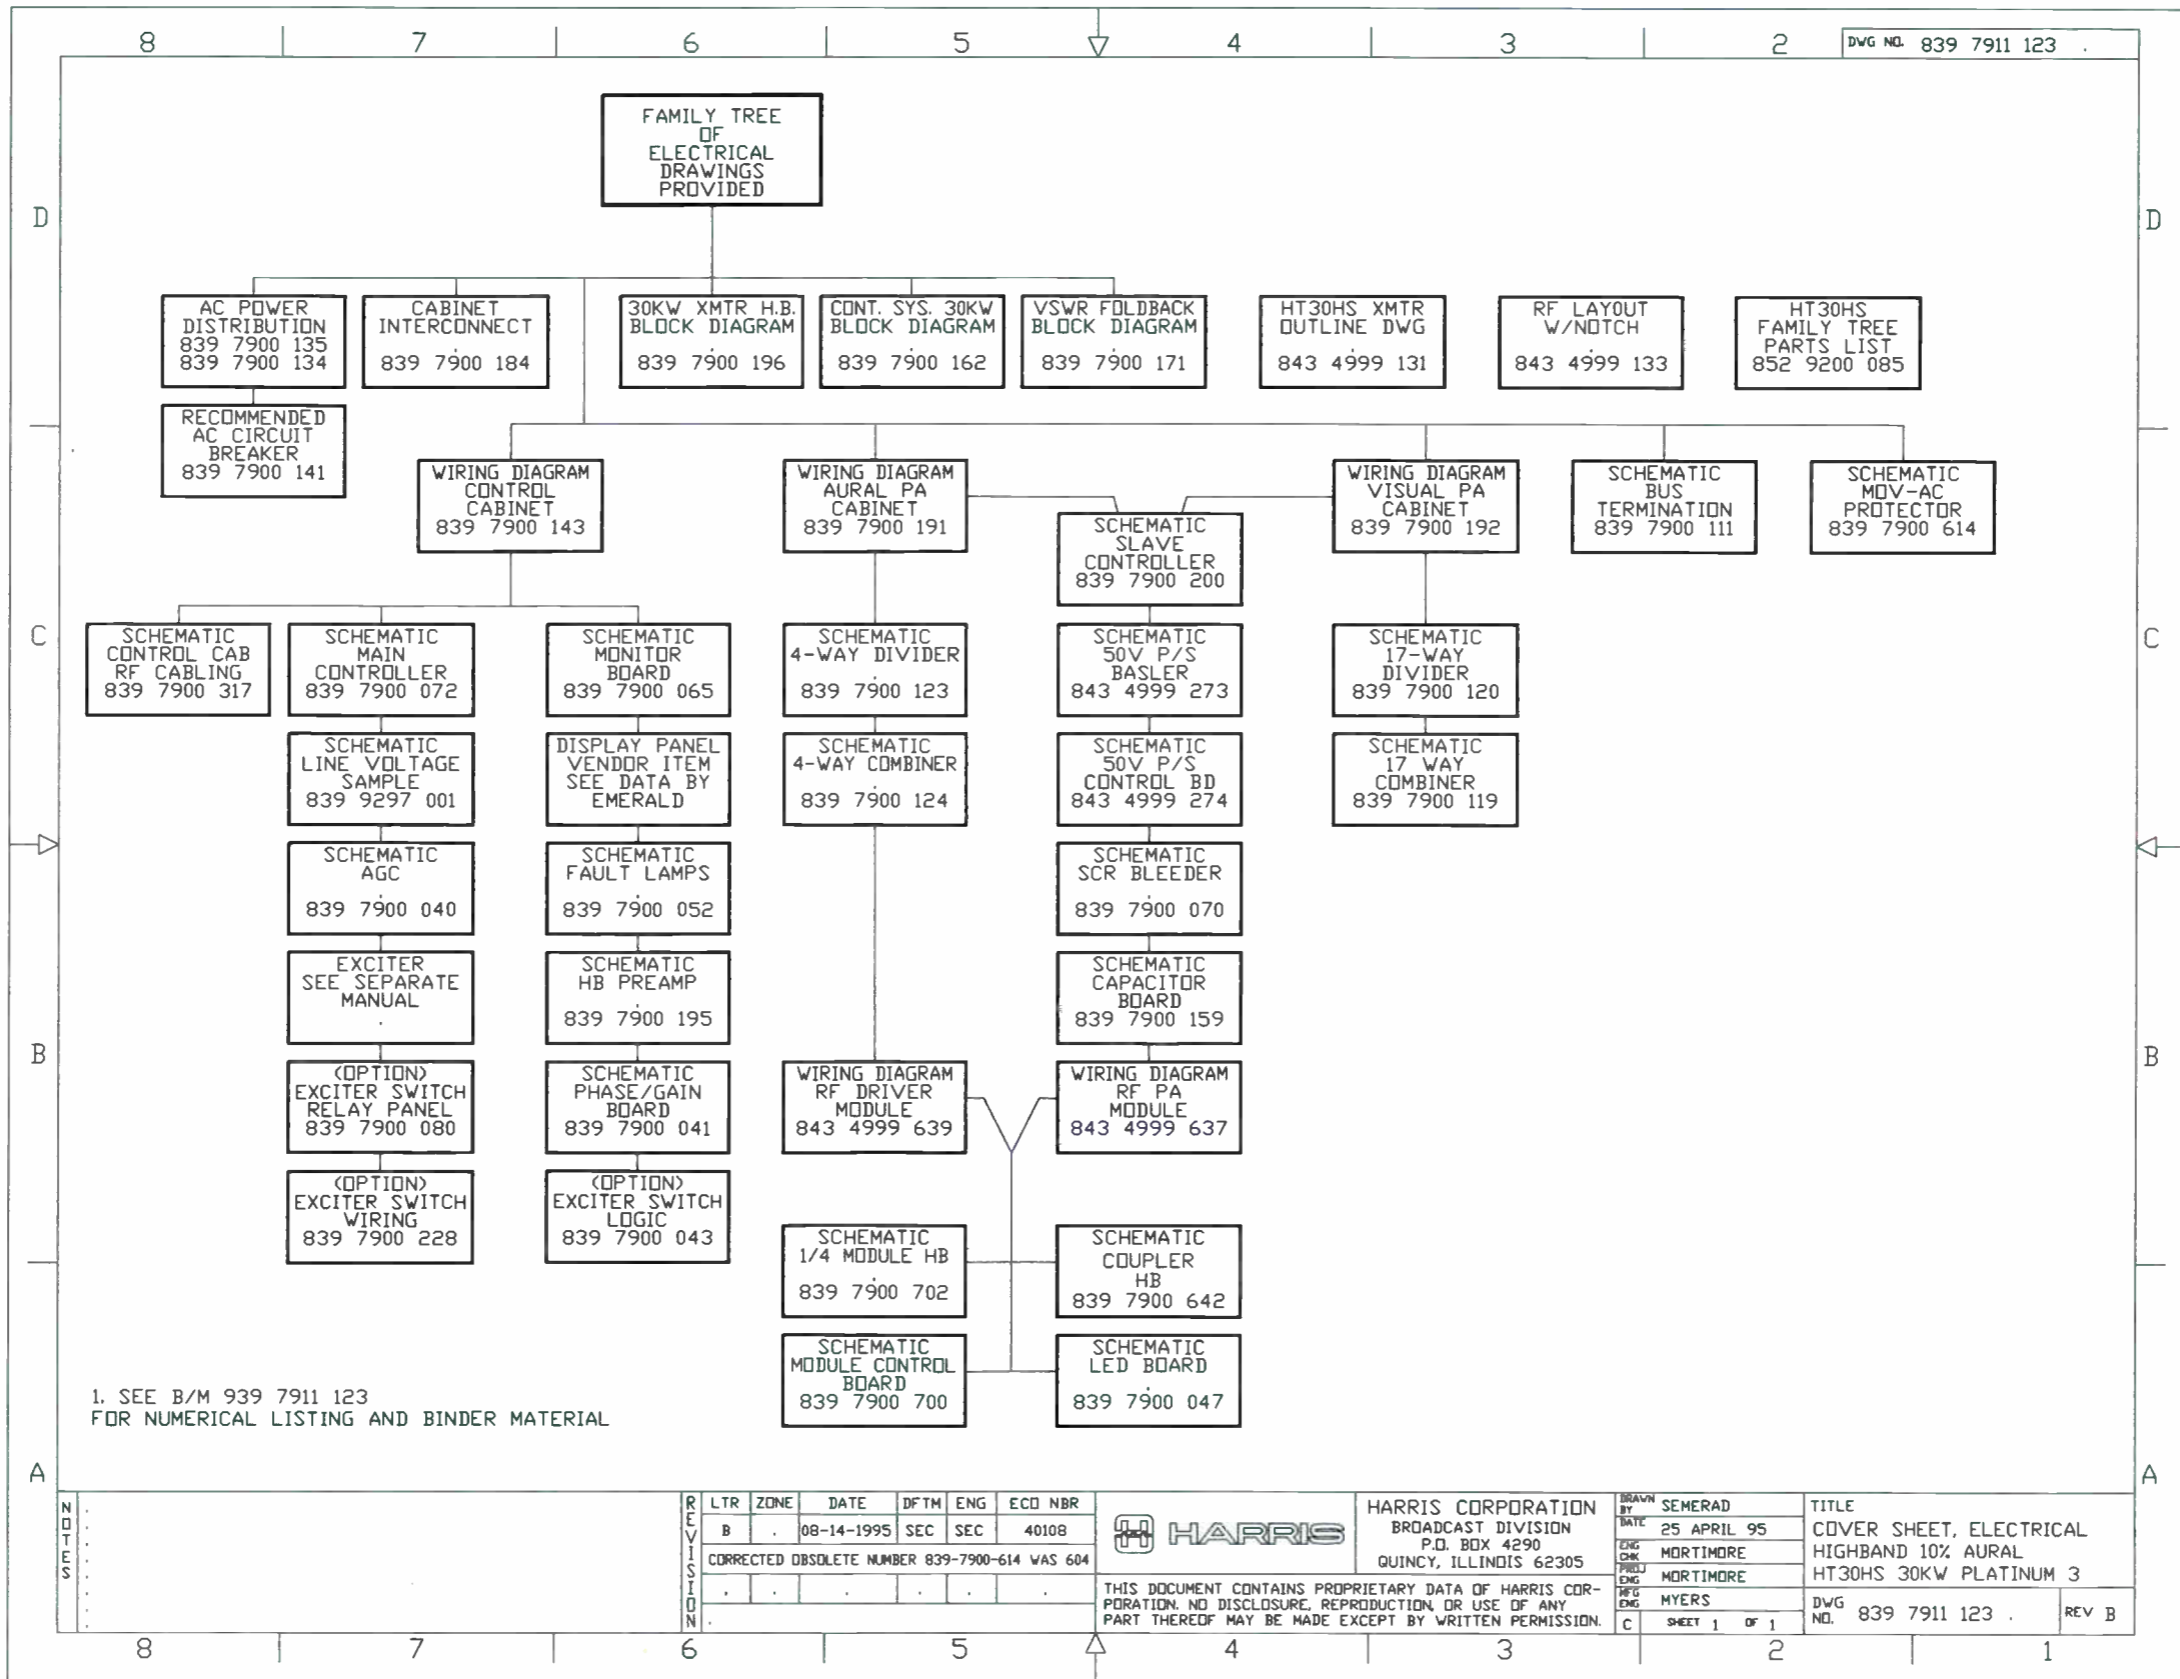 8 7 6 5 4 3 2
DWG NO. 839 7911 123 .
FAMILY TREE
OF
ELECTRICAL
DRAWINGS
PROVIDED
D
D
AC POWER
DISTRIBUTION
839 7900 135
839 7900 134
CABINET
INTERCONNECT
.
839 7900 184
30KW XMTR H.B.
BLOCK DIAGRAM
.
839 7900 196
CONT. SYS. 30KW
BLOCK DIAGRAM
.
839 7900 162
VSWR FOLDBACK
BLOCK DIAGRAM
.
839 7900 171
HT30HS XMTR
OUTLINE DWG
.
843 4999 131
RF LAYOUT
W/NOTCH
.
843 4999 133
HT30HS
FAMILY TREE
PARTS LIST
852 9200 085
RECOMMENDED
AC CIRCUIT
BREAKER
839 7900 141
WIRING DIAGRAM
CONTROL
CABINET
839 7900 143
WIRING DIAGRAM
AURAL PA
CABINET
839 7900 191
SCHEMATIC
SLAVE
CONTROLLER
839 7900 200
WIRING DIAGRAM
VISUAL PA
CABINET
839 7900 192
SCHEMATIC
BUS
TERMINATION
839 7900 111
SCHEMATIC
MOV-AC
PROTECTOR
839 7900 614
C
C
SCHEMATIC
CONTROL CAB
RF CABLING
839 7900 317
SCHEMATIC
MAIN
CONTROLLER
839 7900 072
SCHEMATIC
MONITOR
BOARD
839 7900 065
SCHEMATIC
4-WAY DIVIDER
.
839 7900 123
SCHEMATIC
50V P/S
BASLER
843 4999 273
SCHEMATIC
17-WAY
DIVIDER
839 7900 120
SCHEMATIC
LINE VOLTAGE
SAMPLE
839 9297 001
DISPLAY PANEL
VENDOR ITEM
SEE DATA BY
EMERALD
SCHEMATIC
4-WAY COMBINER
.
839 7900 124
SCHEMATIC
50V P/S
CONTROL BD
843 4999 274
SCHEMATIC
17 WAY
COMBINER
839 7900 119
SCHEMATIC
AGC
.
839 7900 040
SCHEMATIC
FAULT LAMPS
.
839 7900 052
SCHEMATIC
SCR BLEEDER
.
839 7900 070
EXCITER
SEE SEPARATE
MANUAL
.
SCHEMATIC
HB PREAMP
.
839 7900 195
SCHEMATIC
CAPACITOR
BOARD
839 7900 159
B
B
(OPTION)
EXCITER SWITCH
RELAY PANEL
839 7900 080
SCHEMATIC
PHASE/GAIN
BOARD
839 7900 041
WIRING DIAGRAM
RF DRIVER
MODULE
843 4999 639
WIRING DIAGRAM
RF PA
MODULE
843 4999 637
(OPTION)
EXCITER SWITCH
WIRING
839 7900 228
(OPTION)
EXCITER SWITCH
LOGIC
839 7900 043
SCHEMATIC
1/4 MODULE HB
.
839 7900 702
SCHEMATIC
COUPLER
HB
839 7900 642
SCHEMATIC
MODULE CONTROL
BOARD
839 7900 700
SCHEMATIC
LED BOARD
.
839 7900 047
1. SEE B/M 939 7911 123
FOR NUMERICAL LISTING AND BINDER MATERIAL
A
A
NOTES
REVISION
LTR ZONE DATE DFTM ENG ECO NBR
B . 08-14-1995 SEC SEC 40108
CORRECTED OBSOLETE NUMBER 839-7900-614 WAS 604
HARRIS
HARRIS CORPORATION
BROADCAST DIVISION
P.O. BOX 4290
QUINCY, ILLINOIS 62305
THIS DOCUMENT CONTAINS PROPRIETARY DATA OF HARRIS COR-
PORATION. NO DISCLOSURE, REPRODUCTION, OR USE OF ANY
PART THEREOF MAY BE MADE EXCEPT BY WRITTEN PERMISSION.
DRAWN BY SEMERAD
DATE 25 APRIL 95
ENG CHK MORTIMORE
PROJ ENG MORTIMORE
MFG ENG MYERS
C SHEET 1 OF 1
TITLE
COVER SHEET, ELECTRICAL
HIGHBAND 10% AURAL
HT30HS 30KW PLATINUM 3
DWG NO. 839 7911 123 .
REV B
8 7 6 5 4 3 2 1